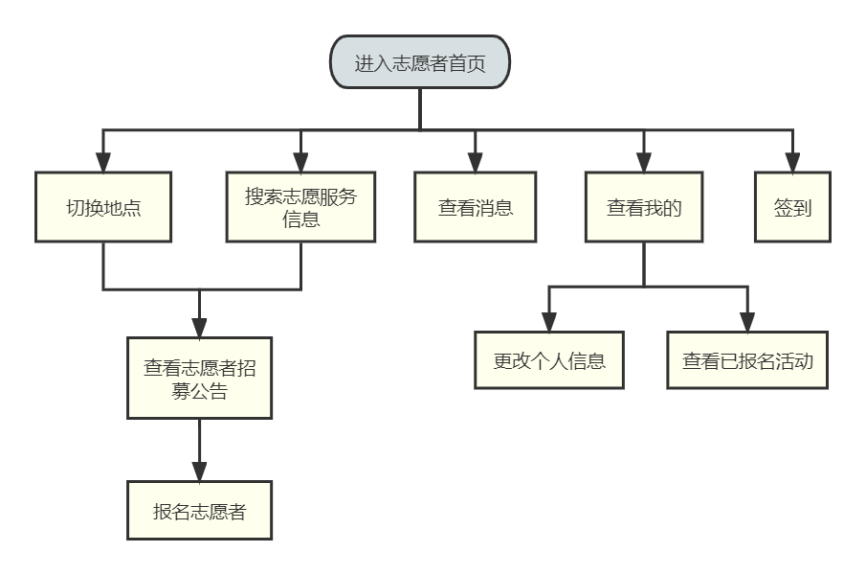 进入志愿者首页
切换地点
搜索志愿服务
信息
查看消息
查看我的
签到
查看志愿者招
募公告
更改个人信息
查看已报名活动
报名志愿者